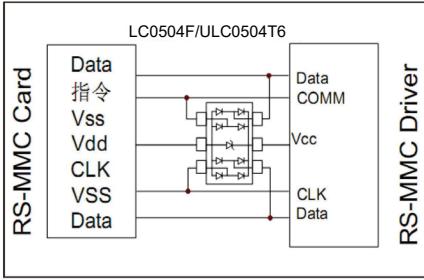 LC0504F/ULC0504T6
RS-MMC Card
Data
指令
Vss
Vdd
CLK
VSS
Data
Data
COMM
Vcc
CLK
Data
RS-MMC Driver